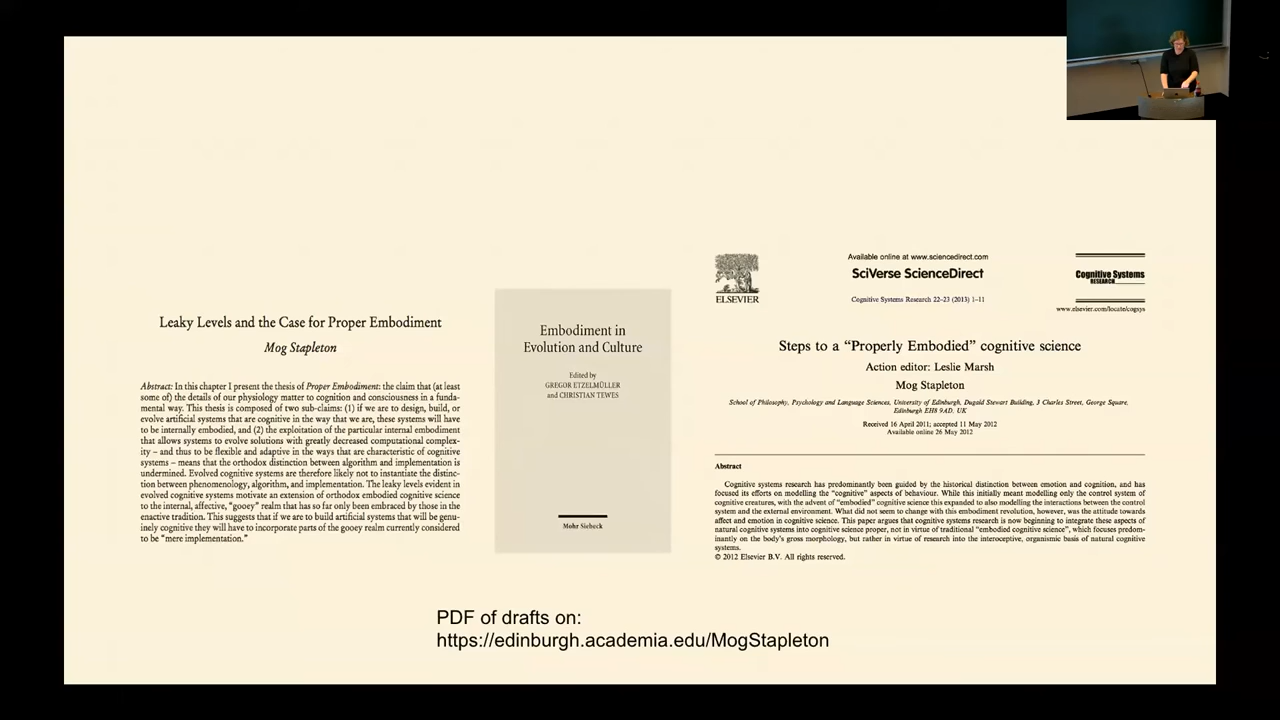 Leaky Levels and the Case for Proper Embodiment
Mog Stapleton
Abstract: In this chapter I present the thesis of Proper Embodiment: the claim that (at least
some of) the details of our physiology matter to cognition and consciousness in a funda-
mental way. This thesis is composed of two sub-claims: (1) if we are to design, build, or
evolve artificial systems that are cognitive in the way that we are, these systems will have
to be internally embodied, and (2) the exploitation of the particular internal embodiment
that allows systems to evolve solutions with greatly decreased computational complex-
ity – and thus to be flexible and adaptive in the ways that are characteristic of cognitive
systems – means that the orthodox distinction between algorithm and implementation is
undermined. Evolved cognitive systems are therefore likely not to instantiate the distinc-
tion between phenomenology, algorithm, and implementation. The leaky levels evident in
evolved cognitive systems motivate an extension of orthodox embodied cognitive science
to the internal, affective, “gooey” realm that has so far only been embraced by those in the
enactive tradition. This suggests that if we are to build artificial systems that will be genu-
inely cognitive they will have to incorporate parts of the gooey realm currently considered
to be “mere implementation.”
Embodiment in
Evolution and Culture
Edited by
GREGOR ETZELMÜLLER
and CHRISTIAN TEWES
Mohr Siebeck
ELSEVIER
Available online at www.sciencedirect.com
SciVerse ScienceDirect
Cognitive Systems Research 22–23 (2013) 1–11
Cognitive Systems
RESEARCH
www.elsevier.com/locate/cogsys
Steps to a “Properly Embodied” cognitive science
Action editor: Leslie Marsh
Mog Stapleton
School of Philosophy, Psychology and Language Sciences, University of Edinburgh, Dugald Stewart Building, 3 Charles Street, George Square,
Edinburgh EH8 9AD, UK
Received 16 April 2011; accepted 11 May 2012
Available online 26 May 2012
Abstract
Cognitive systems research has predominantly been guided by the historical distinction between emotion and cognition, and has
focused its efforts on modelling the “cognitive” aspects of behaviour. While this initially meant modelling only the control system of
cognitive creatures, with the advent of “embodied” cognitive science this expanded to also modelling the interactions between the control
system and the external environment. What did not seem to change with this embodiment revolution, however, was the attitude towards
affect and emotion in cognitive science. This paper argues that cognitive systems research is now beginning to integrate these aspects of
natural cognitive systems into cognitive science proper, not in virtue of traditional “embodied cognitive science”, which focuses predom-
inantly on the body’s gross morphology, but rather in virtue of research into the interoceptive, organismic basis of natural cognitive
systems.
© 2012 Elsevier B.V. All rights reserved.
PDF of drafts on:
https://edinburgh.academia.edu/MogStapleton